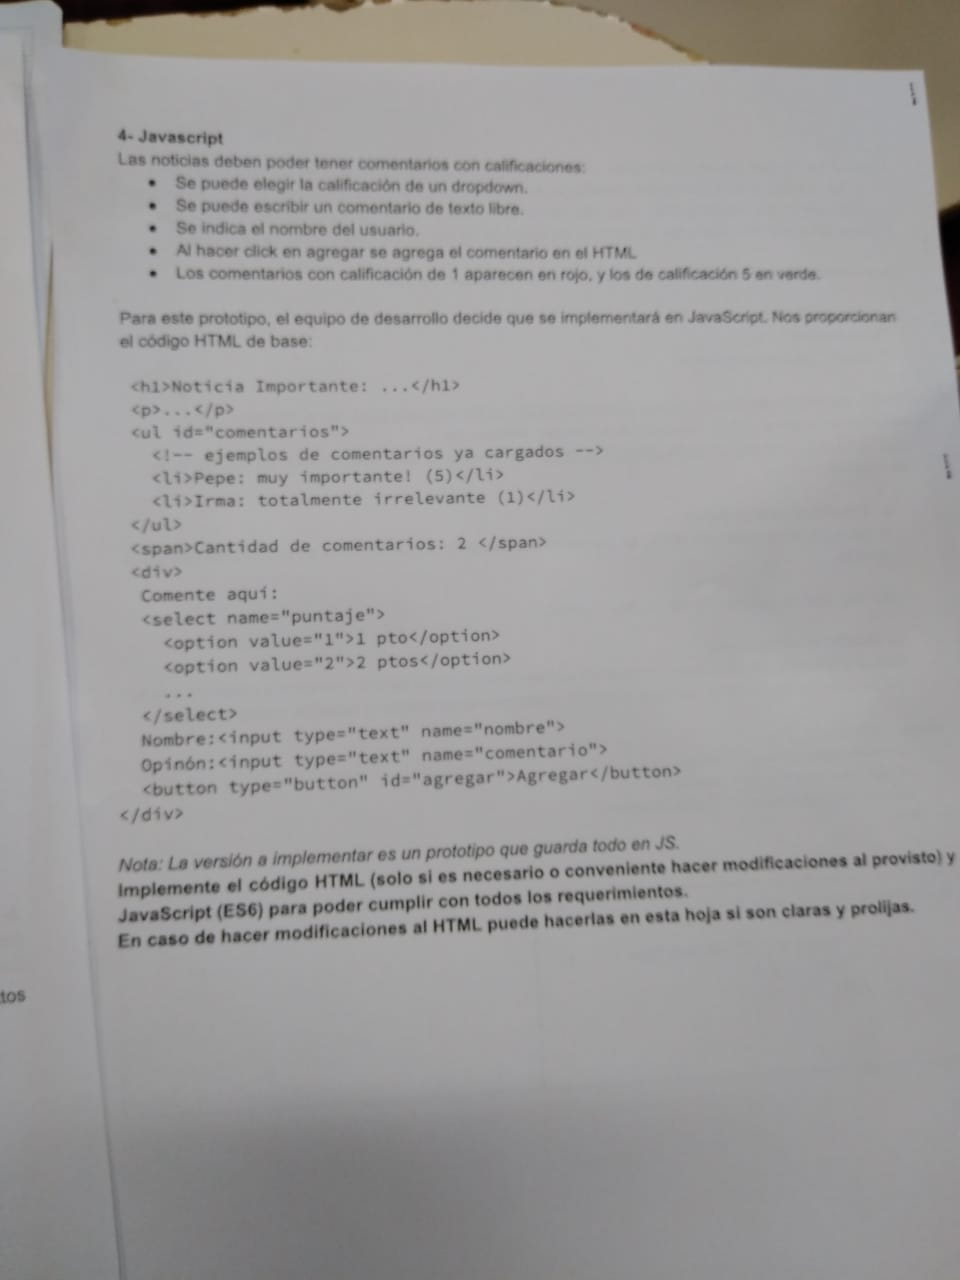 4- Javascript
Las noticias deben poder tener comentarios con calificaciones:
• Se puede elegir la calificación de un dropdown.
• Se puede escribir un comentario de texto libre.
• Se indica el nombre del usuario.
• Al hacer click en agregar se agrega el comentario en el HTML
• Los comentarios con calificación de 1 aparecen en rojo, y los de calificación 5 en verde.
Para este prototipo, el equipo de desarrollo decide que se implementará en JavaScript. Nos proporcionan
el código HTML de base:
<h1>Noticia Importante: ...</h1>
<p>...</p>
<ul id="comentarios">
<!-- ejemplos de comentarios ya cargados -->
<li>Pepe: muy importante! (5)</li>
<li>Irma: totalmente irrelevante (1)</li>
</ul>
<span>Cantidad de comentarios: 2 </span>
<div>
Comente aquí:
<select name="puntaje">
<option value="1">1 pto</option>
<option value="2">2 ptos</option>
...
</select>
Nombre:<input type="text" name="nombre">
Opinón:<input type="text" name="comentario">
<button type="button" id="agregar">Agregar</button>
</div>
Nota: La versión a implementar es un prototipo que guarda todo en JS.
Implemente el código HTML (solo si es necesario o conveniente hacer modificaciones al provisto) y
JavaScript (ES6) para poder cumplir con todos los requerimientos.
En caso de hacer modificaciones al HTML puede hacerlas en esta hoja si son claras y prolijas.
tos